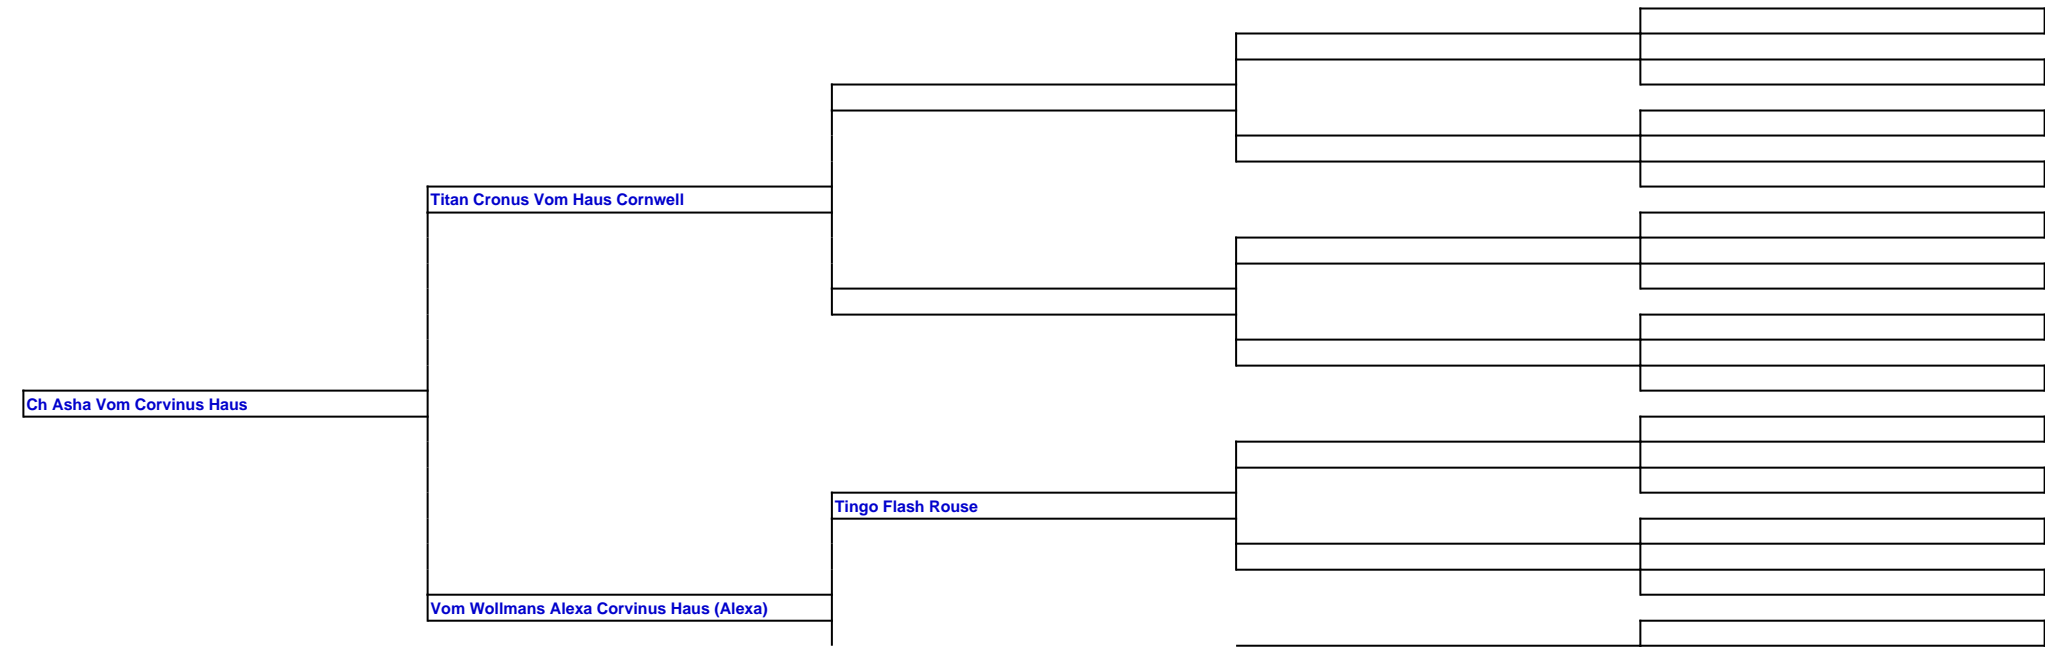 Titan Cronus Vom Haus Cornwell
Ch Asha Vom Corvinus Haus
Tingo Flash Rouse
Vom Wollmans Alexa Corvinus Haus (Alexa)